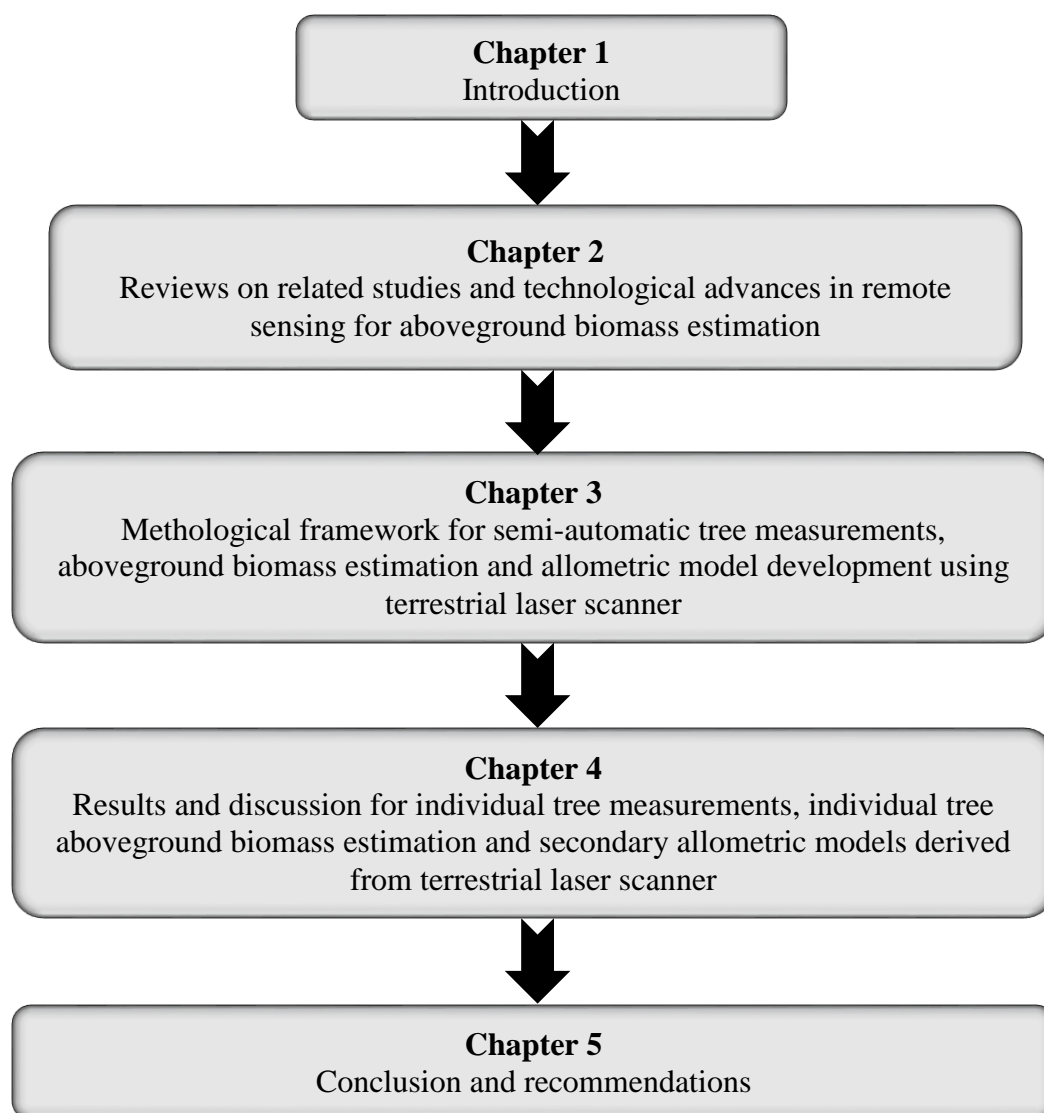 Chapter 1
Introduction
Chapter 2
Reviews on related studies and technological advances in remote
sensing for aboveground biomass estimation
Chapter 3
Methological framework for semi-automatic tree measurements,
aboveground biomass estimation and allometric model development using
terrestrial laser scanner
Chapter 4
Results and discussion for individual tree measurements, individual tree
aboveground biomass estimation and secondary allometric models derived
from terrestrial laser scanner
Chapter 5
Conclusion and recommendations